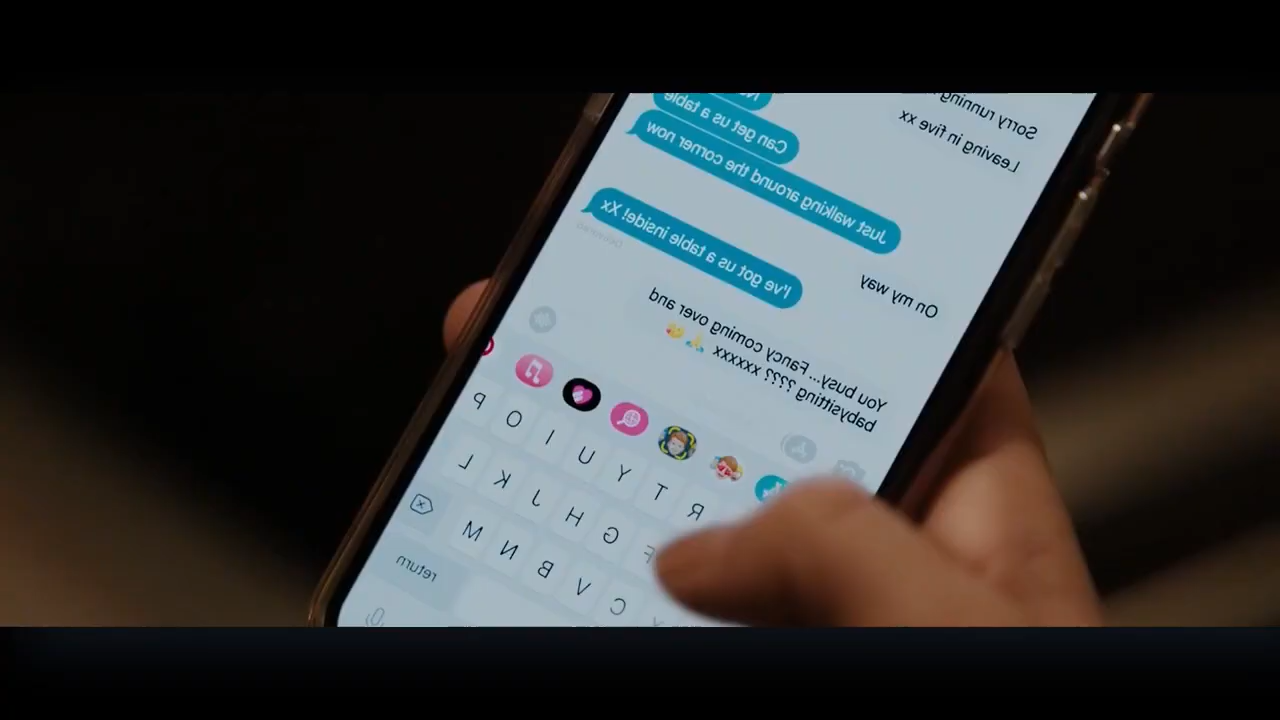 Sorry running
Leaving in five xx
Can get us a table
Just walking around the corner now
On my way
I've got us a table inside! Xx
Delivered
You busy... Fancy coming over and
babysitting ???? xxxxxx 🙏🥺
R T Y U I O P
F G H J K L
C V B N M
return